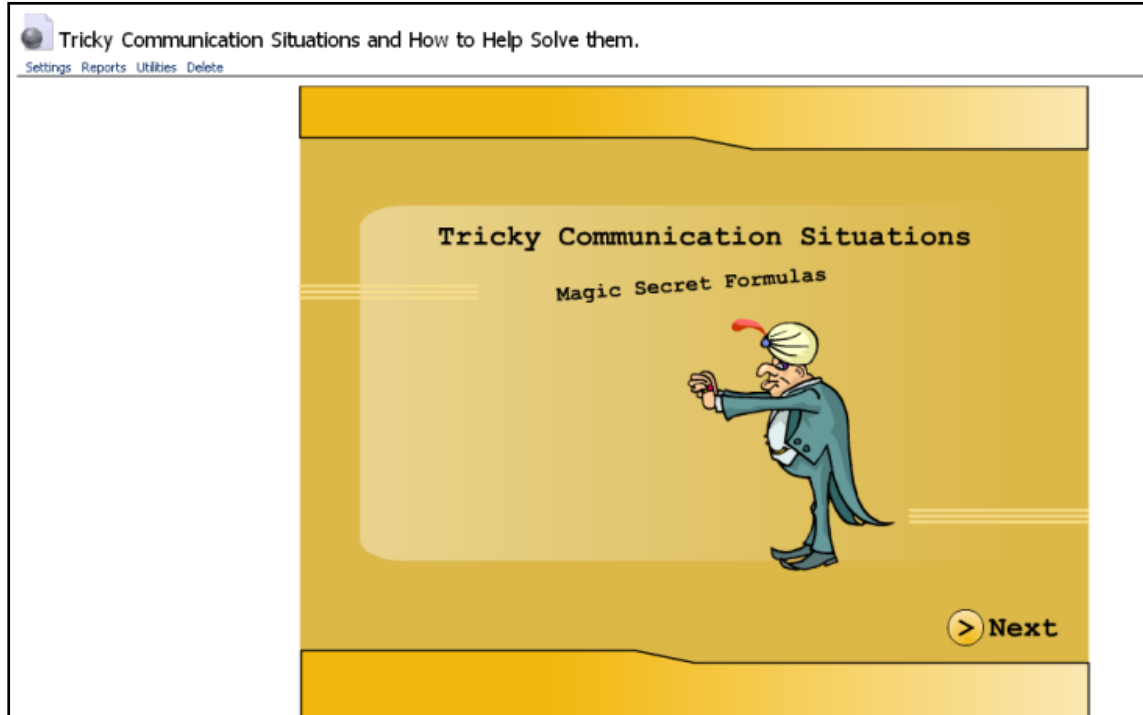 Tricky Communication Situations and How to Help Solve them.
Settings Reports Utilities Delete
Tricky Communication Situations
Magic Secret Formulas
> Next